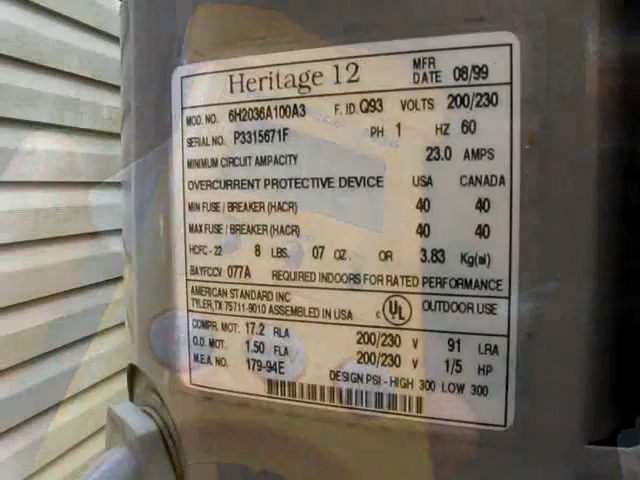 Heritage 12 MFR DATE 08/99
MOD. NO. 6H2036A100A3 F. ID. Q93 VOLTS 200/230
SERIAL NO. P3315671F PH 1 HZ 60
MINIMUM CIRCUIT AMPACITY 23.0 AMPS
OVERCURRENT PROTECTIVE DEVICE USA CANADA
MIN FUSE / BREAKER (HACR) 40 40
MAX FUSE / BREAKER (HACR) 40 40
HCFC - 22 8 LBS. 07 OZ. OR 3.83 Kg(㎏)
BAYFCCV 077A REQUIRED INDOORS FOR RATED PERFORMANCE
AMERICAN STANDARD INC
TYLER, TX 75711-9010 ASSEMBLED IN USA c UL OUTDOOR USE
COMPR. MOT. 17.2 RLA 200/230 V 91 LRA
O.D. MOT. 1.50 FLA 200/230 V 1/5 HP
M.E.A. NO. 179-94E DESIGN PSI - HIGH 300 LOW 300